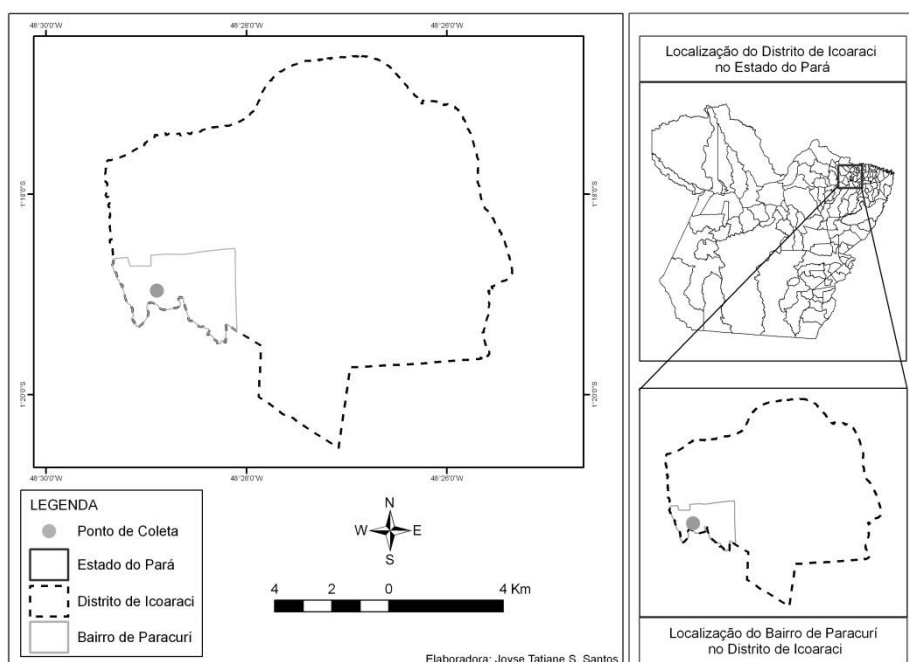 48°30'0"W 48°28'0"W 48°26'0"W
1°18'0"S
1°18'0"S
1°20'0"S
1°20'0"S
48°30'0"W 48°28'0"W 48°26'0"W
LEGENDA
Ponto de Coleta
Estado do Pará
Distrito de Icoaraci
Bairro de Paracurí
N
W E
S
4 2 0 4 Km
Elaboradora: Joyse Tatiane S. Santos
Localização do Distrito de Icoaraci
no Estado do Pará
Localização do Bairro de Paracurí
no Distrito de Icoaraci